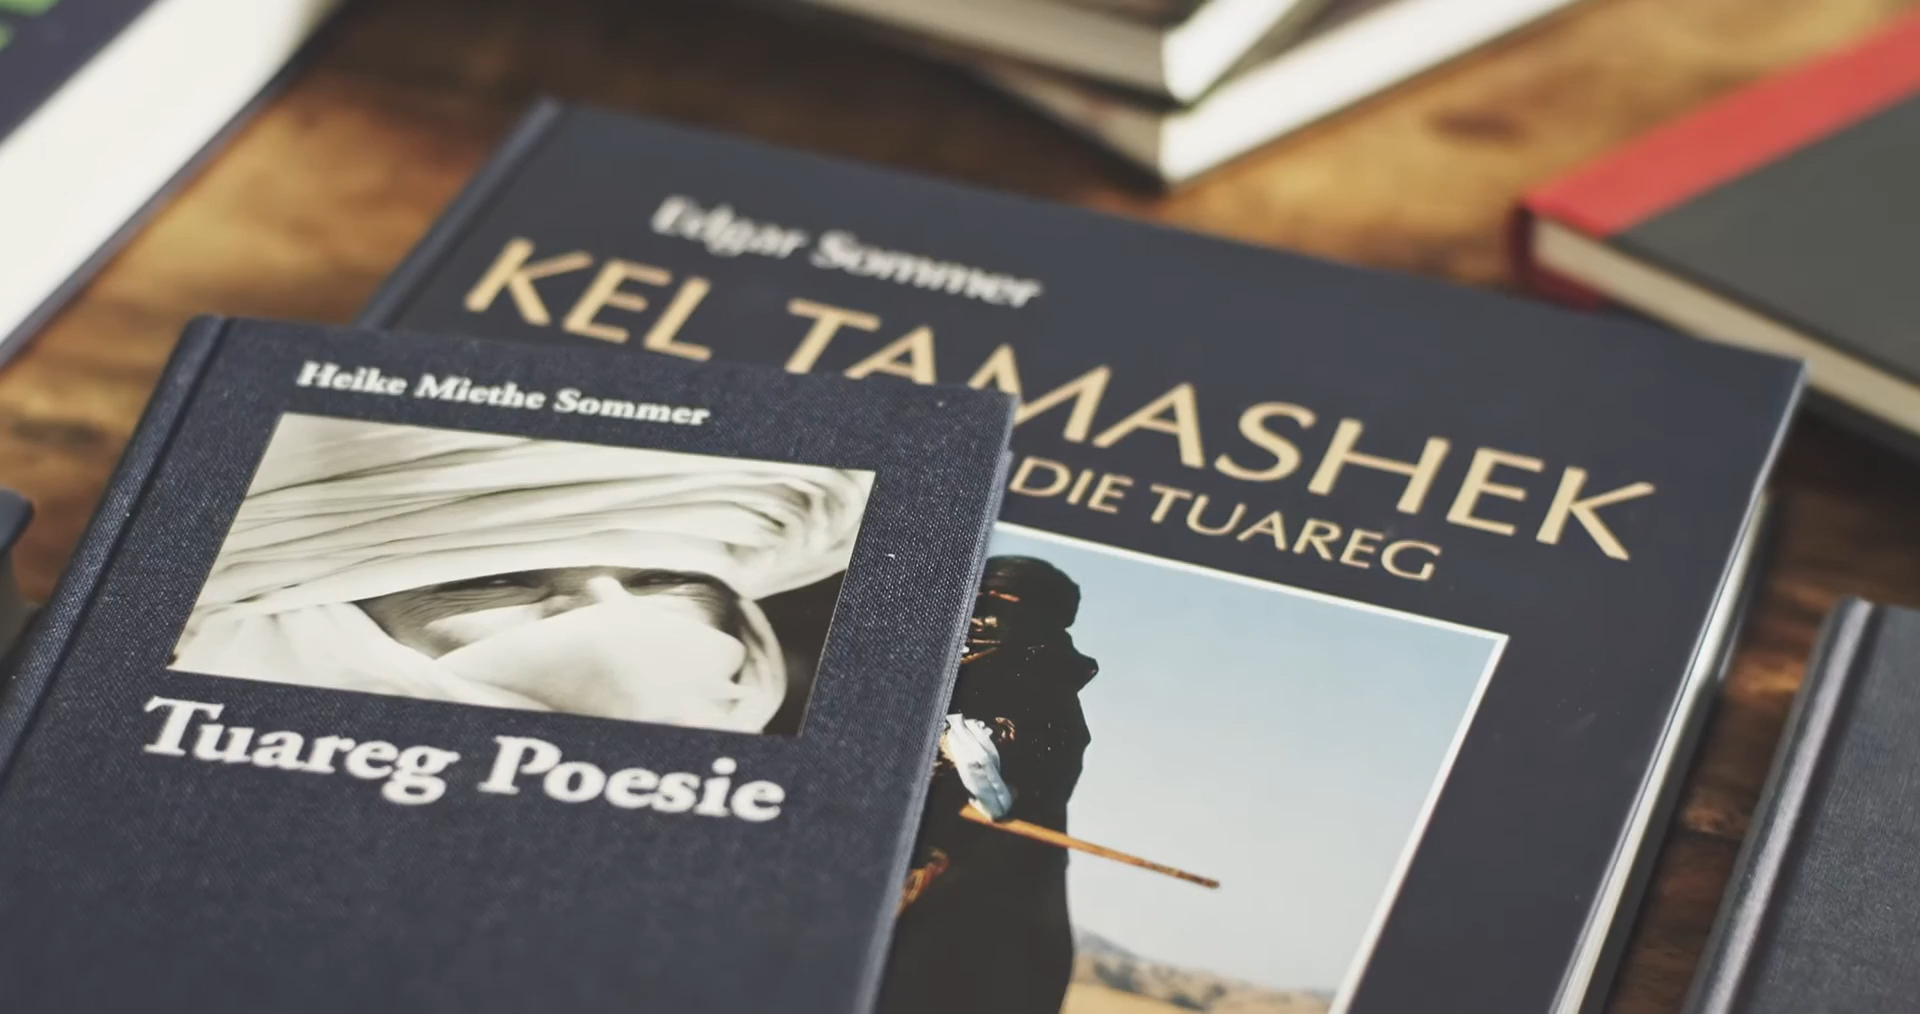 Edgar Sommer
KEL TAMASHEK
DIE TUAREG
Heike Miethe Sommer
Tuareg Poesie